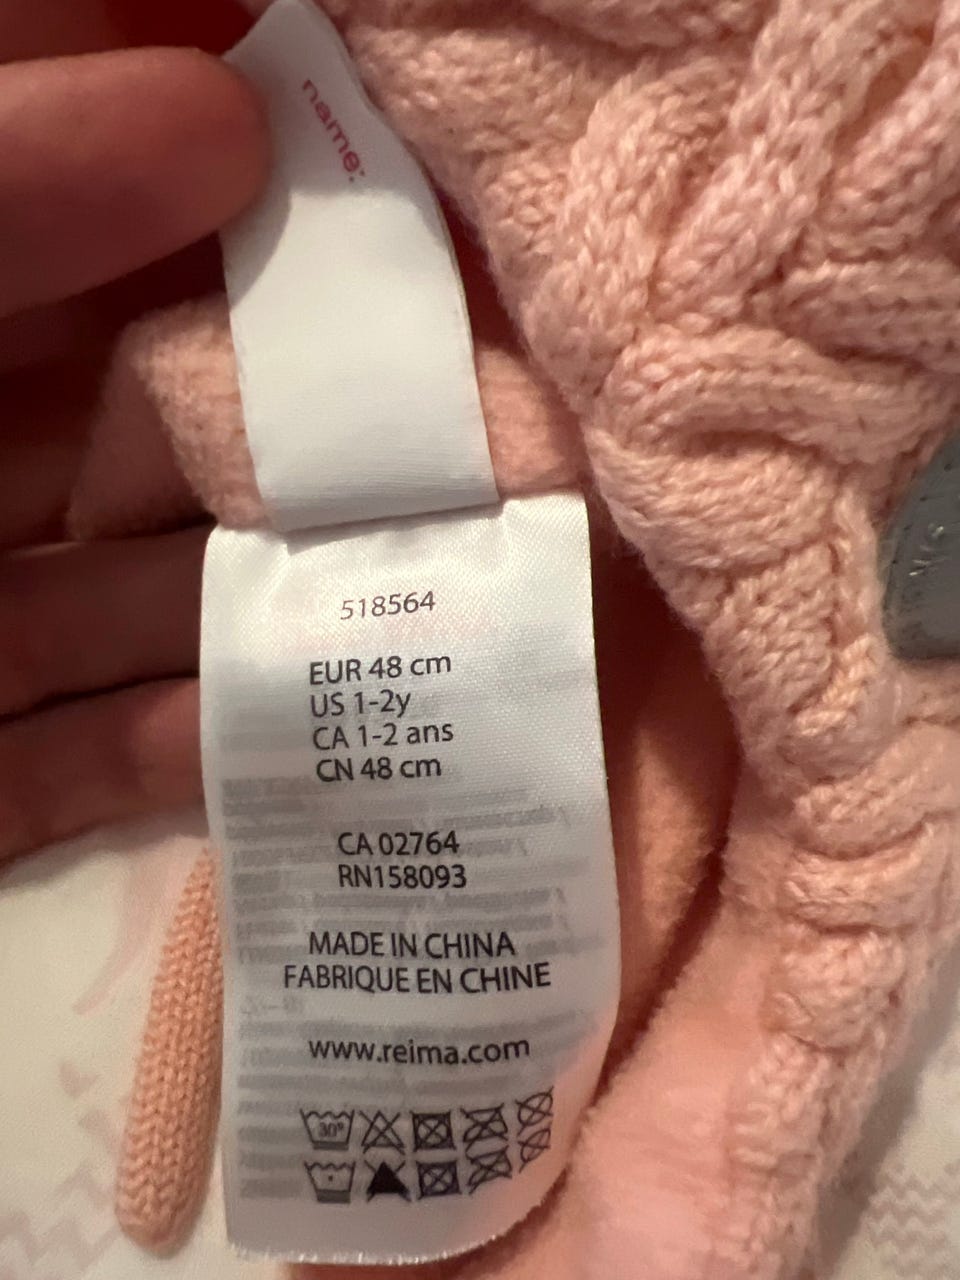 name:
518564
EUR 48 cm
US 1-2y
CA 1-2 ans
CN 48 cm
CA 02764
RN158093
MADE IN CHINA
FABRIQUE EN CHINE
www.reima.com
30°